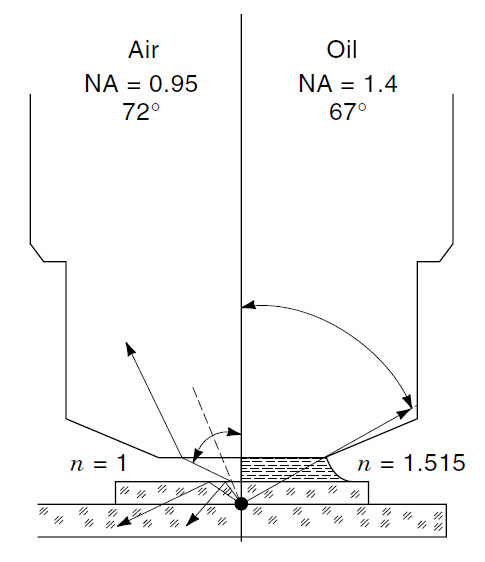 Air
NA = 0.95
72°
Oil
NA = 1.4
67°
n = 1
n = 1.515